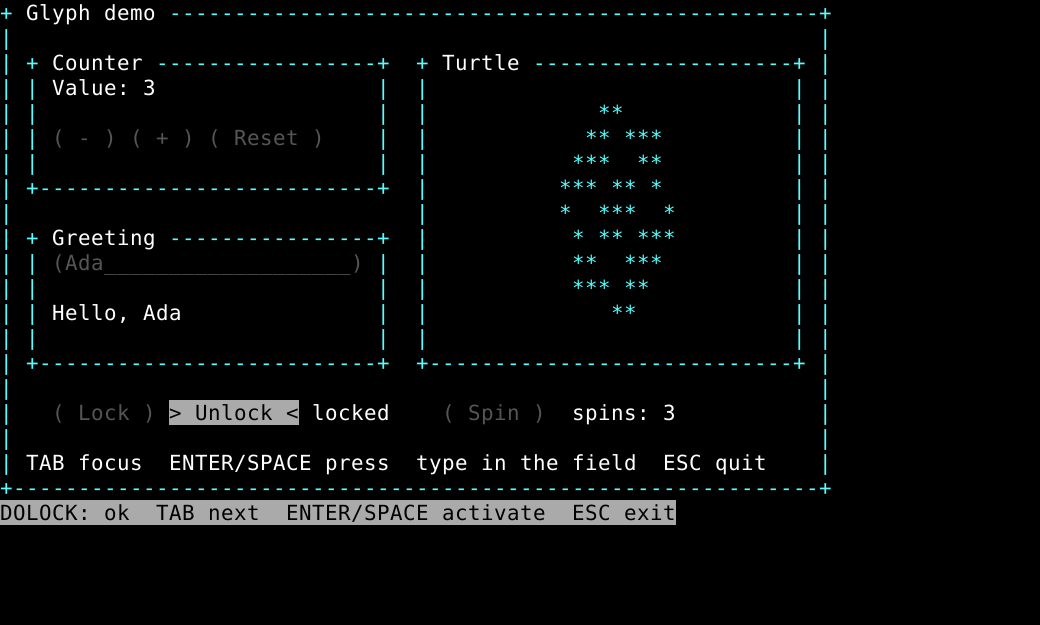 Glyph demo
Counter
Value: 3
( - ) ( + ) ( Reset )
Greeting
(Ada___________________)
Hello, Ada
Turtle
**
** ***
***  **
*** ** *
*  ***  *
* ** ***
**  ***
*** **
**
( Lock ) > Unlock < locked
( Spin )  spins: 3
TAB focus  ENTER/SPACE press  type in the field  ESC quit
DOLOCK: ok  TAB next  ENTER/SPACE activate  ESC exit